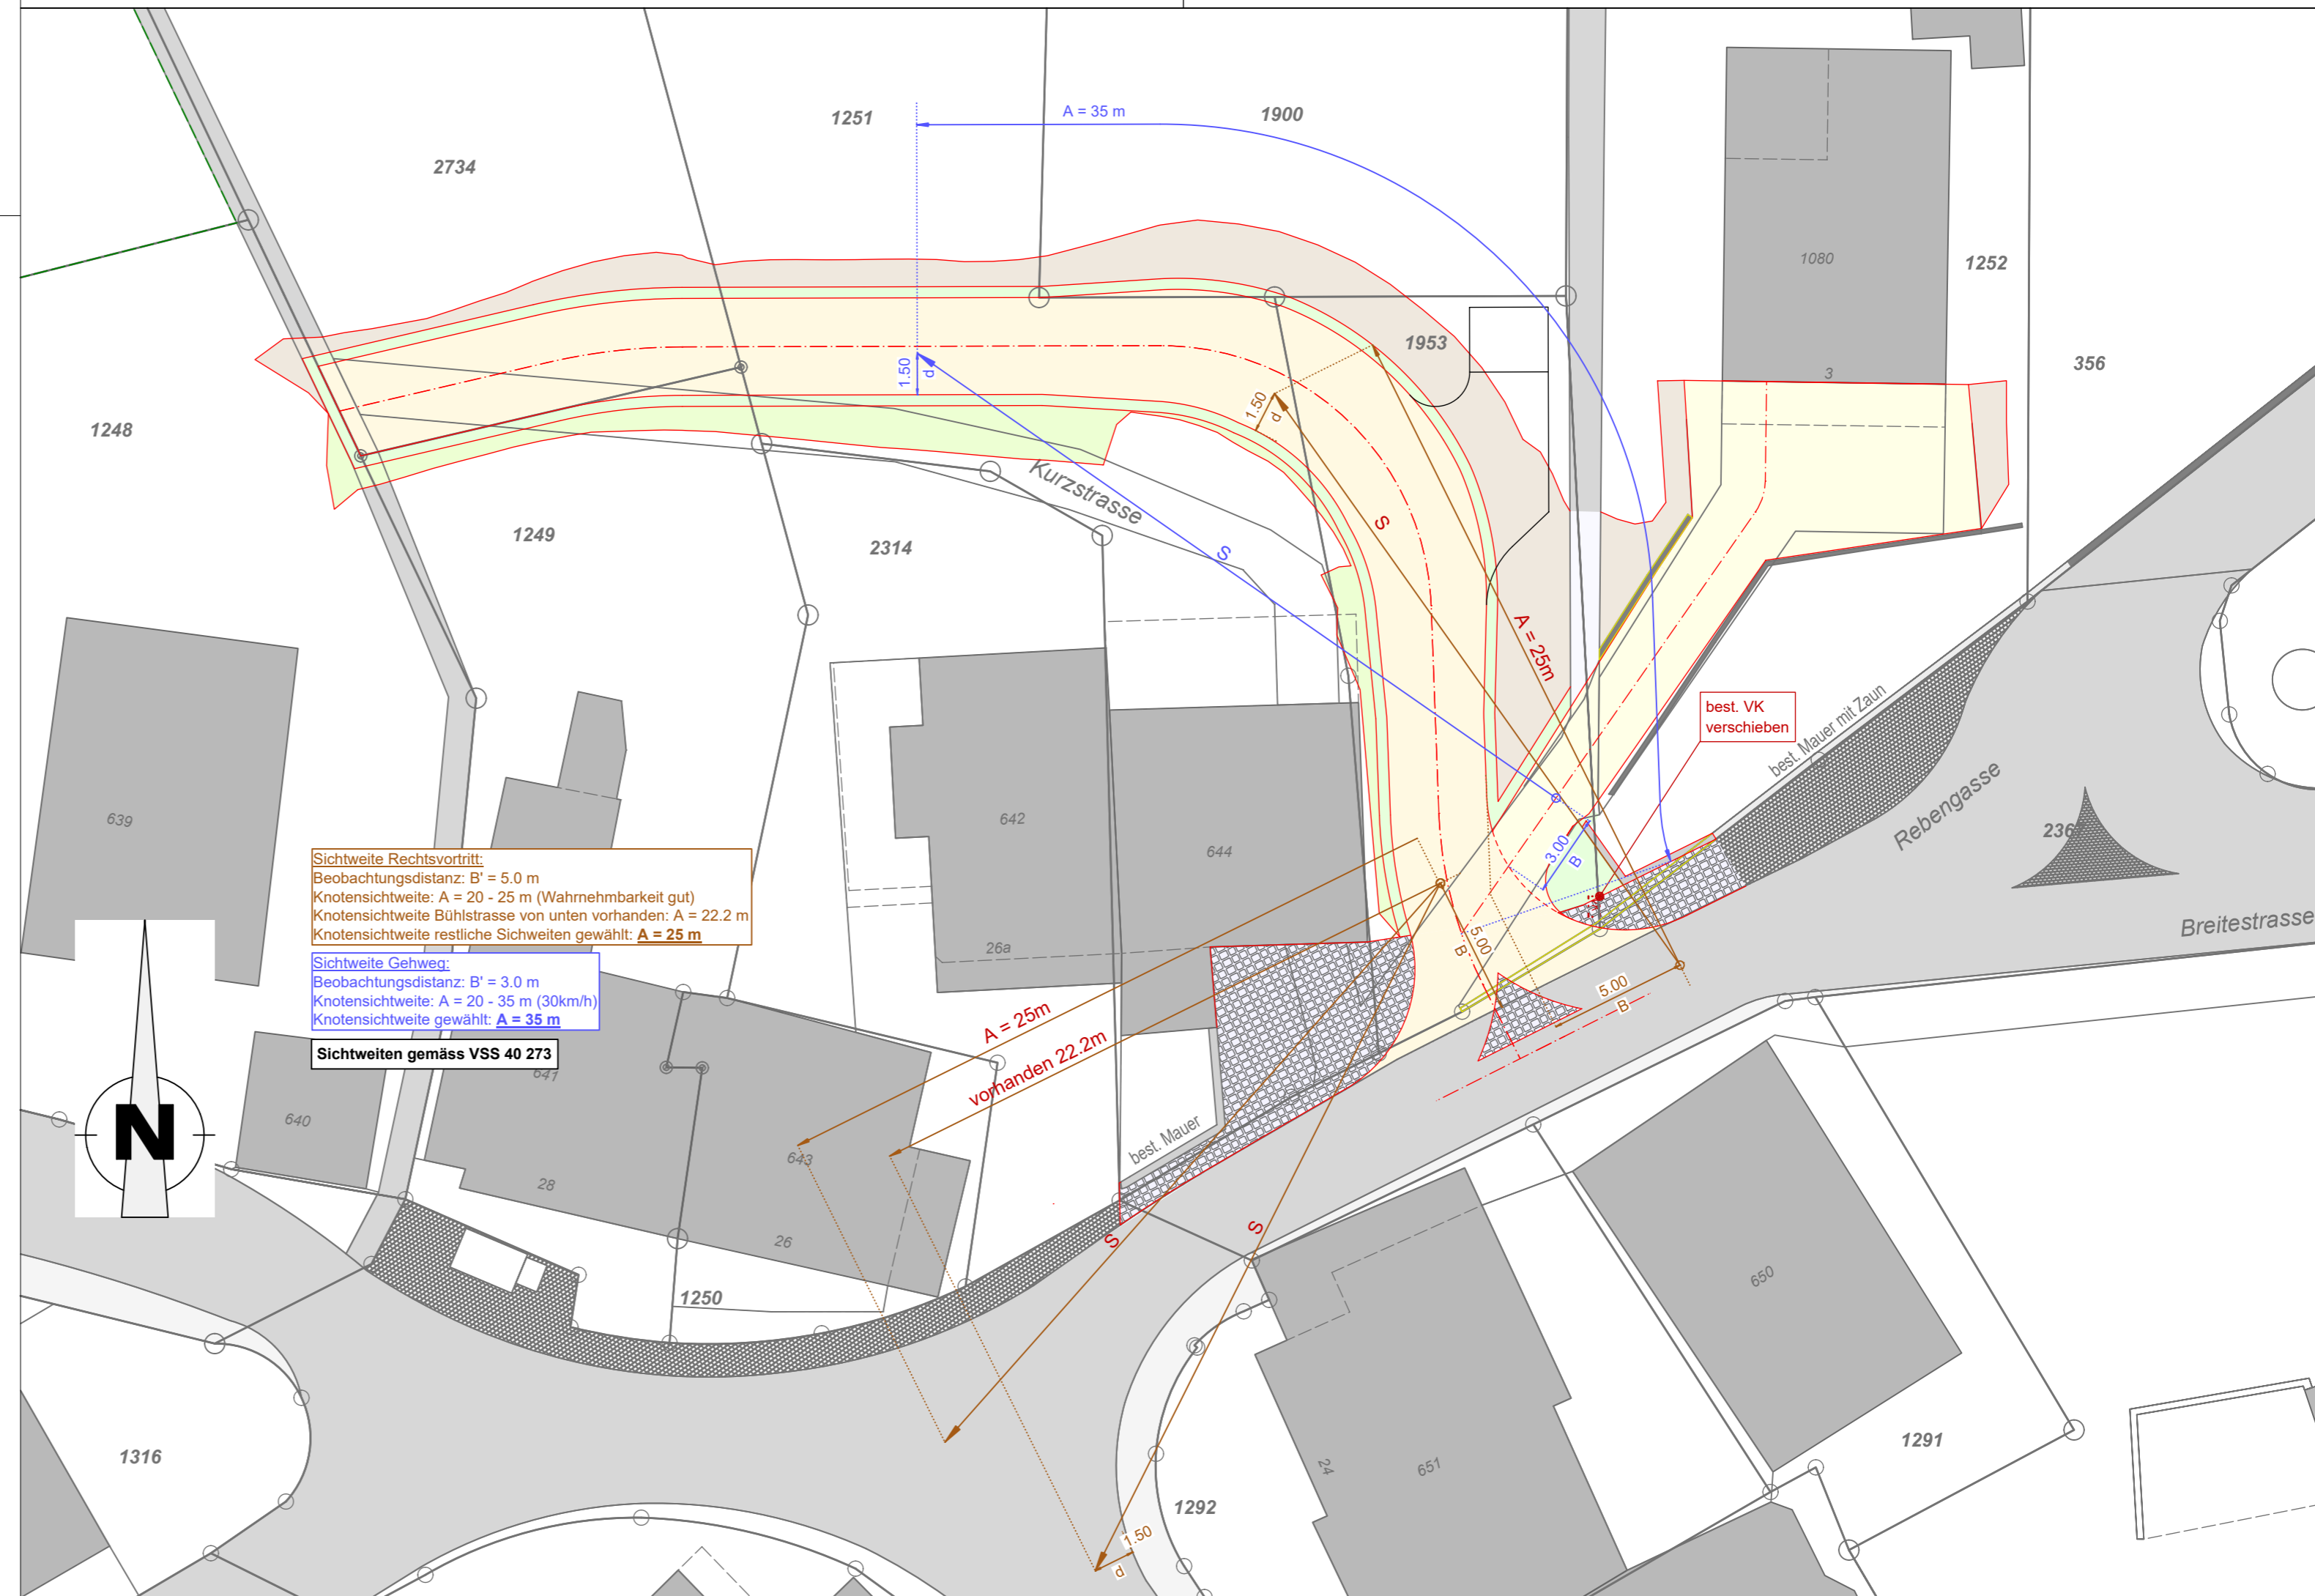 1251
A = 35 m
1900
2734
1080
1252
356
3
1953
1.50
d
1.50
d
1248
S
S
Kurzstrasse
1249
2314
A = 25m
best. VK
verschieben
best. Mauer mit Zaun
639
642
644
Rebengasse
236
3.00
B
Sichtweite Rechtsvortritt:
Beobachtungsdistanz: B' = 5.0 m
Knotensichtweite: A = 20 - 25 m (Wahrnehmbarkeit gut)
Knotensichtweite Bühlstrasse von unten vorhanden: A = 22.2 m
Knotensichtweite restliche Sichweiten gewählt: A = 25 m
Breitestrasse
26a
5.00
B
5.00
B
Sichtweite Gehweg:
Beobachtungsdistanz: B' = 3.0 m
Knotensichtweite: A = 20 - 35 m (30km/h)
Knotensichtweite gewählt: A = 35 m
A = 25m
vorhanden 22.2m
Sichtweiten gemäss VSS 40 273
641
640
N
best. Mauer
643
28
26
S
S
1250
650
1316
24
651
1291
1292
1.50
d